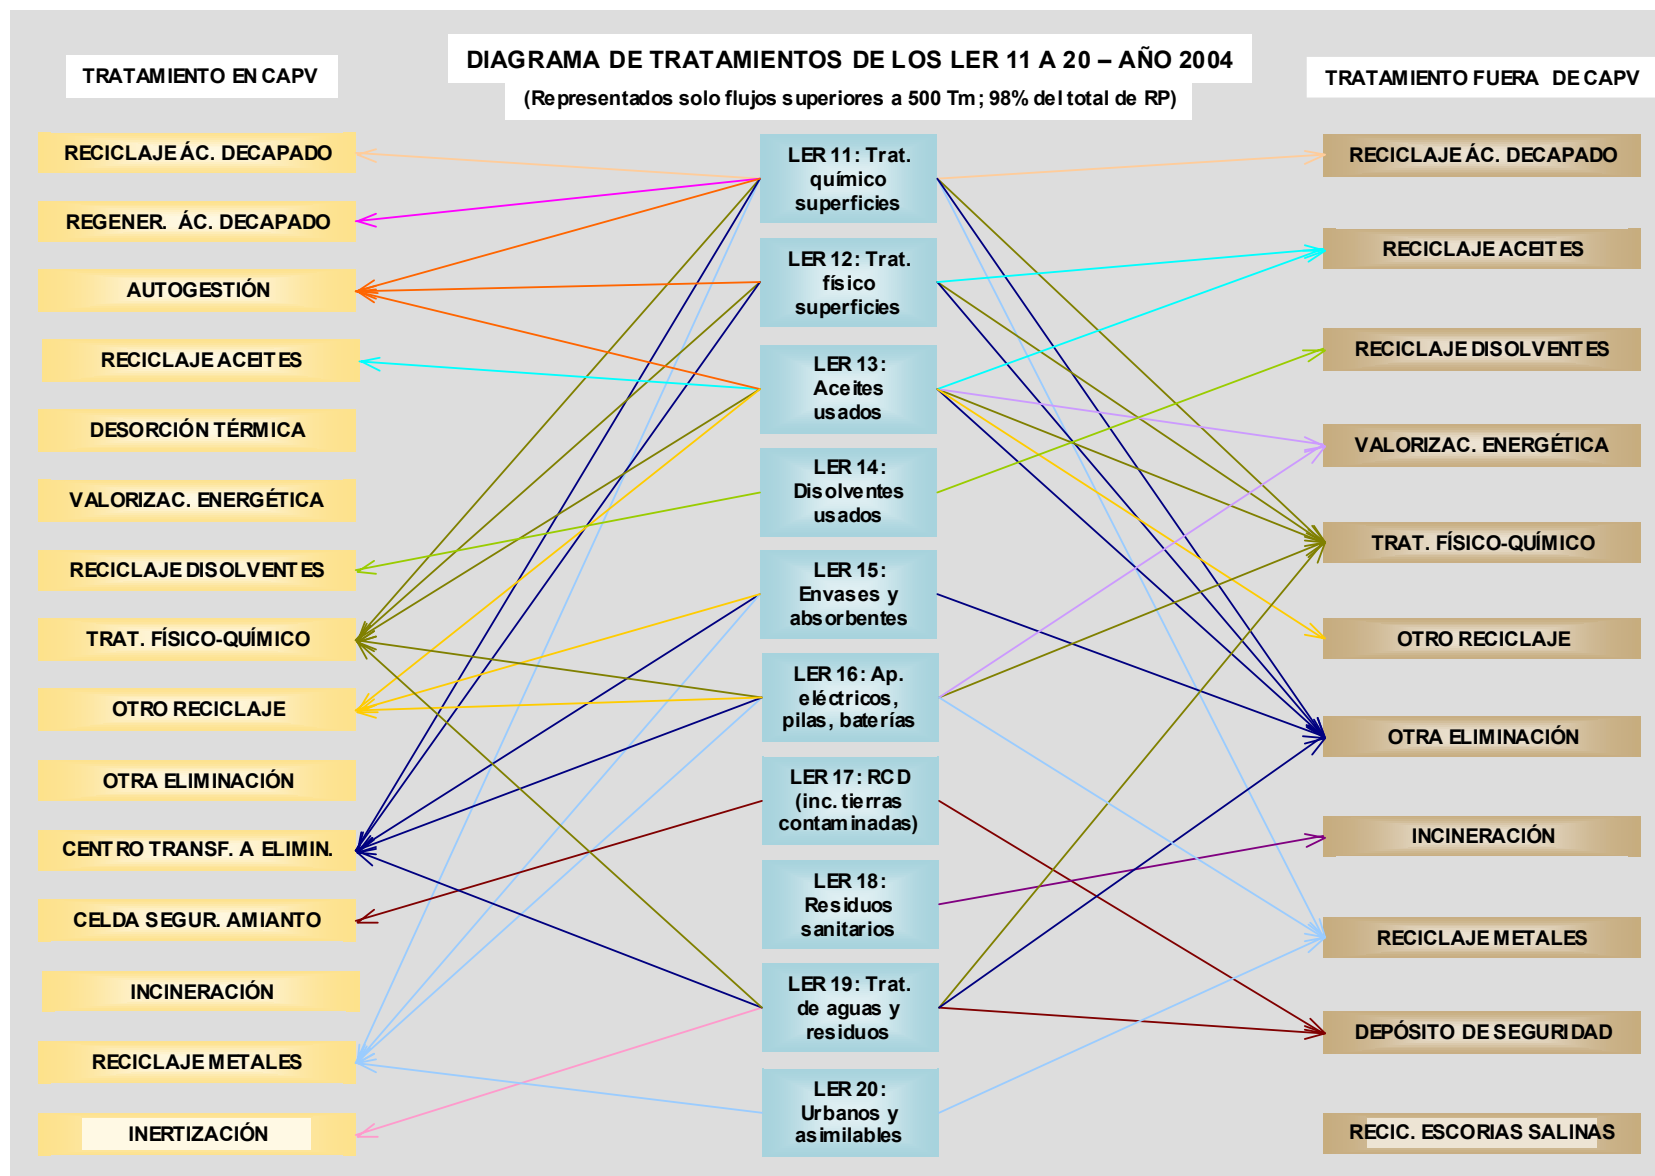 DIAGRAMA DE TRATAMIENTOS DE LOS LER 11 A 20 – AÑO 2004
(Representados solo flujos superiores a 500 Tm; 98% del total de RP)
TRATAMIENTO EN CAPV
RECICLAJE ÁC. DECAPADO
REGENER. ÁC. DECAPADO
AUTOGESTIÓN
RECICLAJE ACEITES
DESORCIÓN TÉRMICA
VALORIZAC. ENERGÉTICA
RECICLAJE DISOLVENTES
TRAT. FÍSICO-QUÍMICO
OTRO RECICLAJE
OTRA ELIMINACIÓN
CENTRO TRANSF. A ELIMIN.
CELDA SEGUR. AMIANTO
INCINERACIÓN
RECICLAJE METALES
INERTIZACIÓN
LER 11: Trat.
químico
superficies
LER 12: Trat.
físico
superficies
LER 13:
Aceites
usados
LER 14:
Disolventes
usados
LER 15:
Envases y
absorbentes
LER 16: Ap.
eléctricos,
pilas, baterías
LER 17: RCD
(inc. tierras
contaminadas)
LER 18:
Residuos
sanitarios
LER 19: Trat.
de aguas y
residuos
LER 20:
Urbanos y
asimilables
TRATAMIENTO FUERA DE CAPV
RECICLAJE ÁC. DECAPADO
RECICLAJE ACEITES
RECICLAJE DISOLVENTES
VALORIZAC. ENERGÉTICA
TRAT. FÍSICO-QUÍMICO
OTRO RECICLAJE
OTRA ELIMINACIÓN
INCINERACIÓN
RECICLAJE METALES
DEPÓSITO DE SEGURIDAD
RECIC. ESCORIAS SALINAS